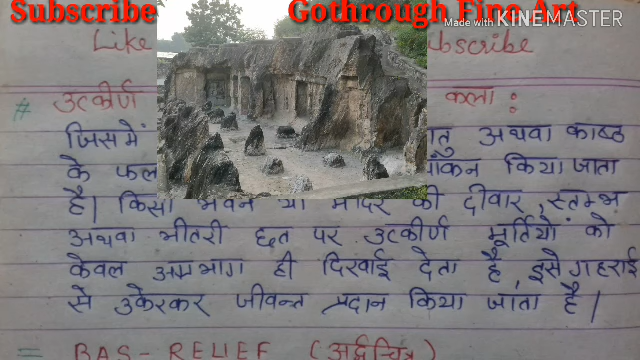 Subscribe Gothrough Fine Art
Made with KINEMASTER
Like Subscribe
# उत्कीर्ण कला :
जिसमें अथवा काष्ठ
के फल किया जाता
है। किसी भवन या मंदिर की दीवार, स्तम्भ
अथवा भीतरी छत पर उत्कीर्ण मूर्तियों को
केवल अग्रभाग ही दिखाई देता है, इसे गहराई
से उकेरकर जीवन्त प्रदान किया जाता है।
= BAS-RELIEF (अर्द्धचित्र)